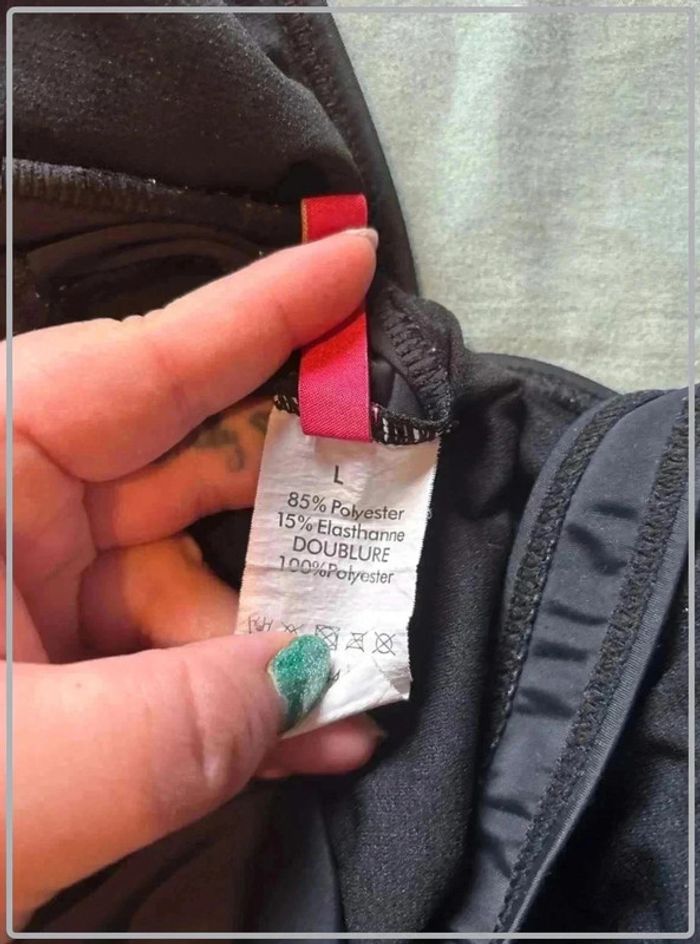 L
85% Polyester
15% Elasthanne
DOUBLURE
100%Polyester